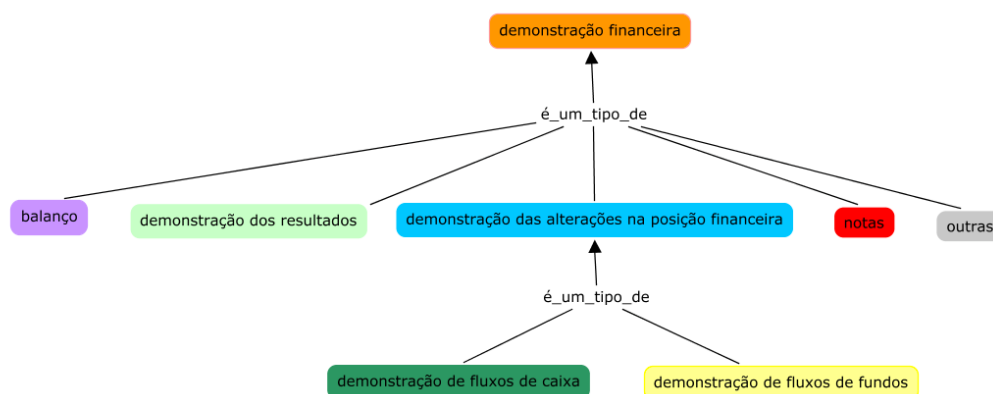 demonstração financeira
é_um_tipo_de
balanço
demonstração dos resultados
demonstração das alterações na posição financeira
notas
outras
é_um_tipo_de
demonstração de fluxos de caixa
demonstração de fluxos de fundos